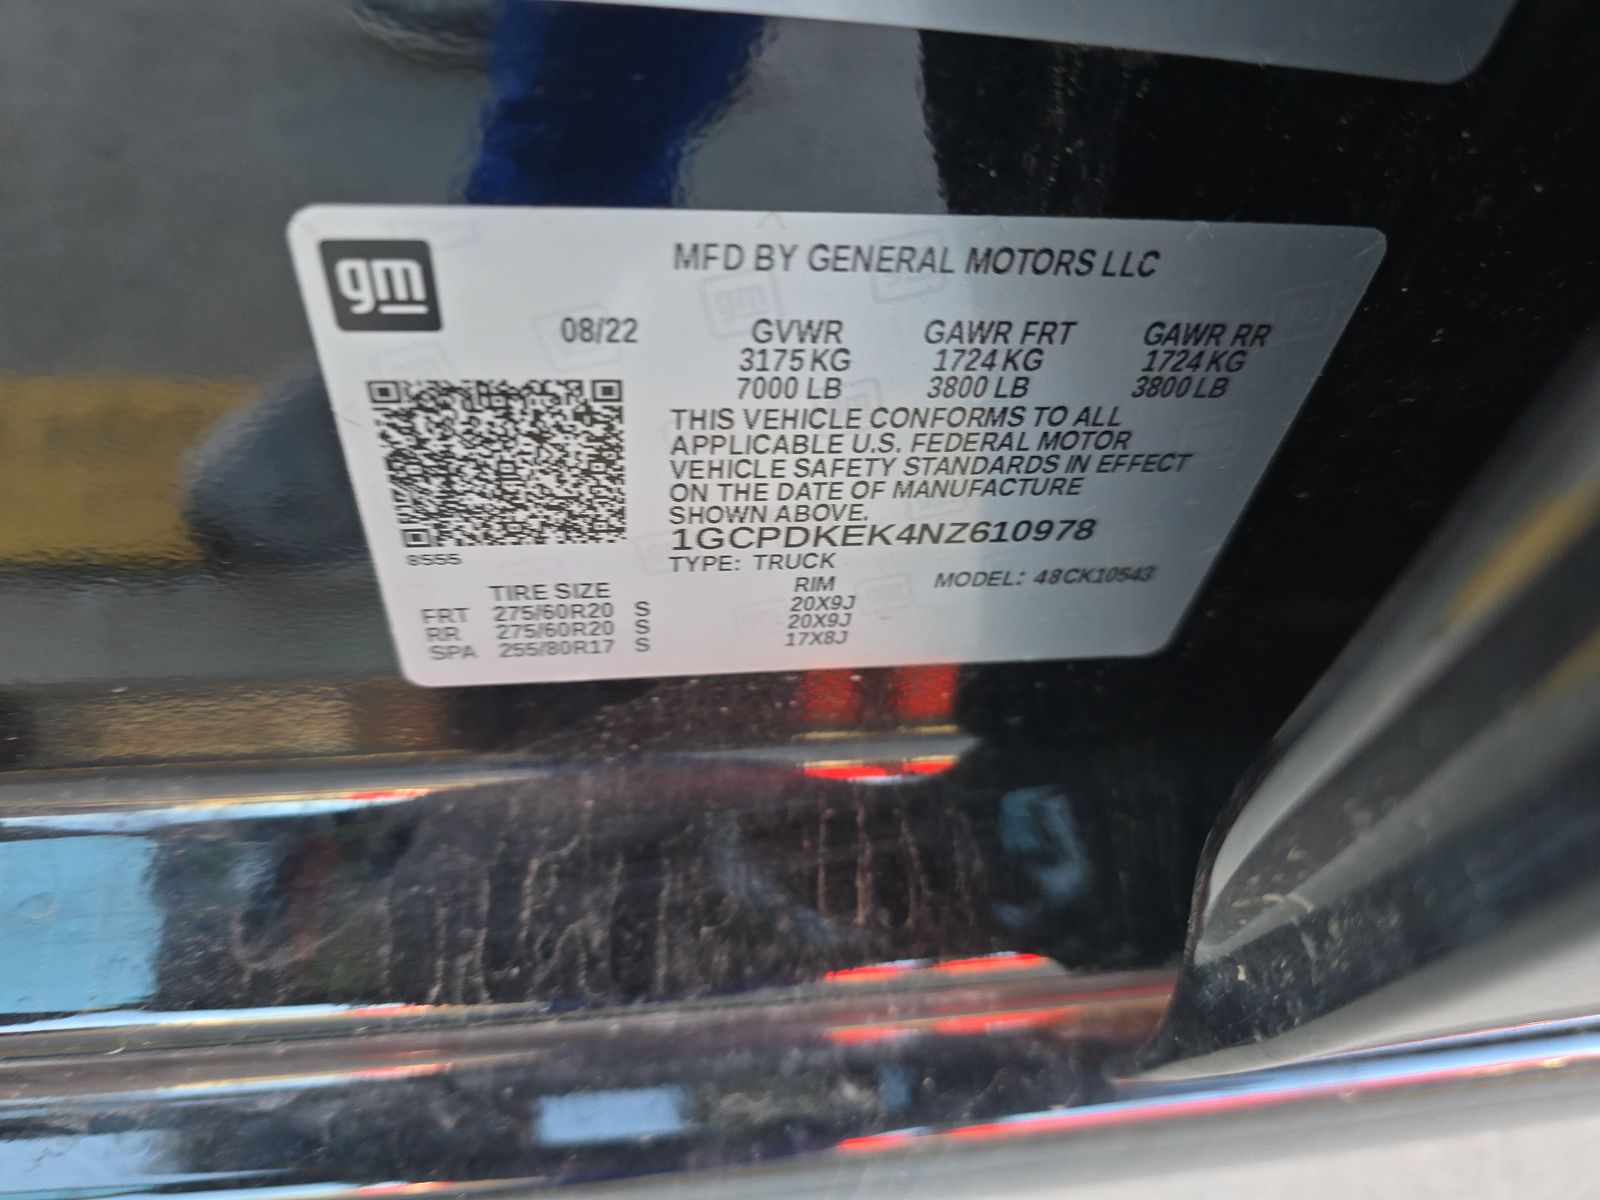 gm
MFD BY GENERAL MOTORS LLC
08/22 GVWR GAWR FRT GAWR RR
3175 KG 1724 KG 1724 KG
7000 LB 3800 LB 3800 LB
THIS VEHICLE CONFORMS TO ALL
APPLICABLE U.S. FEDERAL MOTOR
VEHICLE SAFETY STANDARDS IN EFFECT
ON THE DATE OF MANUFACTURE
SHOWN ABOVE.
1GCPDKEK4NZ610978
8555
TYPE: TRUCK
MODEL: 48CK10543
TIRE SIZE RIM
FRT 275/60R20 S 20X9J
RR 275/60R20 S 20X9J
SPA 255/80R17 S 17X8J